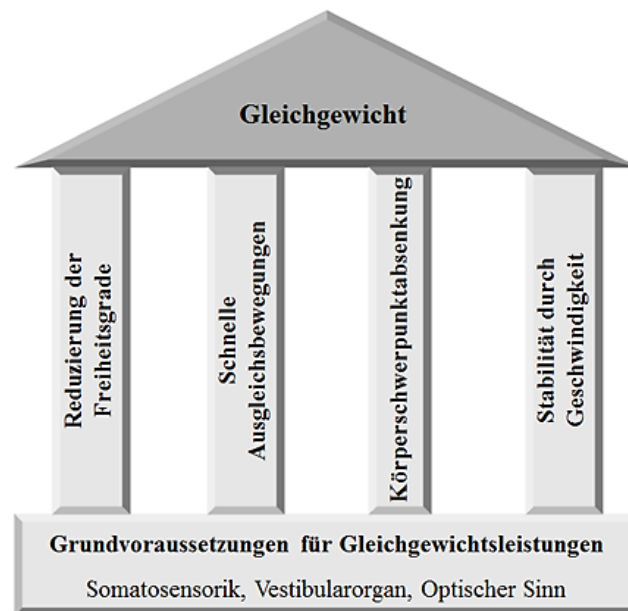 Gleichgewicht
Reduzierung der
Freiheitsgrade
Schnelle
Ausgleichsbewegungen
Körperschwerpunktabsenkung
Stabilität durch
Geschwindigkeit
Grundvoraussetzungen für Gleichgewichtsleistungen
Somatosensorik, Vestibularorgan, Optischer Sinn